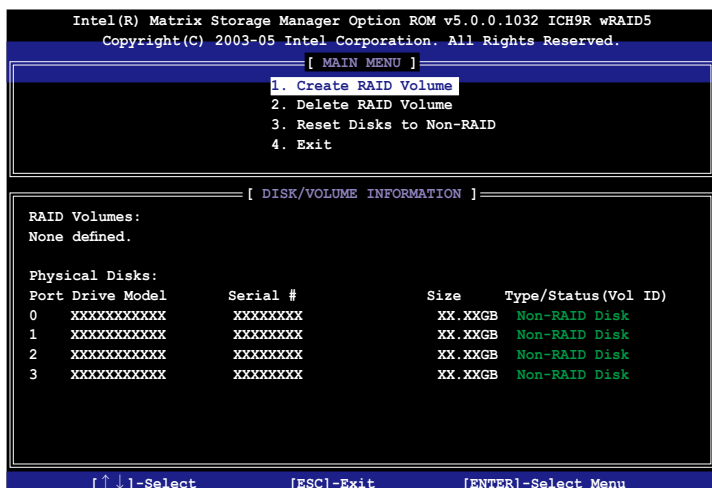 Intel(R) Matrix Storage Manager Option ROM v5.0.0.1032 ICH9R wRAID5
Copyright(C) 2003-05 Intel Corporation. All Rights Reserved.
[ MAIN MENU ]
1. Create RAID Volume
2. Delete RAID Volume
3. Reset Disks to Non-RAID
4. Exit
[ DISK/VOLUME INFORMATION ]
RAID Volumes:
None defined.
Physical Disks:
Port Drive Model Serial # Size Type/Status(Vol ID)
0 XXXXXXXXXXX XXXXXXXX XX.XXGB Non-RAID Disk
1 XXXXXXXXXXX XXXXXXXX XX.XXGB Non-RAID Disk
2 XXXXXXXXXXX XXXXXXXX XX.XXGB Non-RAID Disk
3 XXXXXXXXXXX XXXXXXXX XX.XXGB Non-RAID Disk
[↑↓]-Select [ESC]-Exit [ENTER]-Select Menu